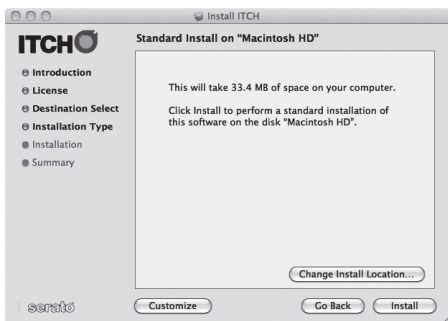 Install ITCH
ITCH
Standard Install on "Macintosh HD"
Introduction
License
Destination Select
Installation Type
Installation
Summary
This will take 33.4 MB of space on your computer.
Click Install to perform a standard installation of
this software on the disk "Macintosh HD".
Change Install Location...
serato
Customize
Go Back
Install